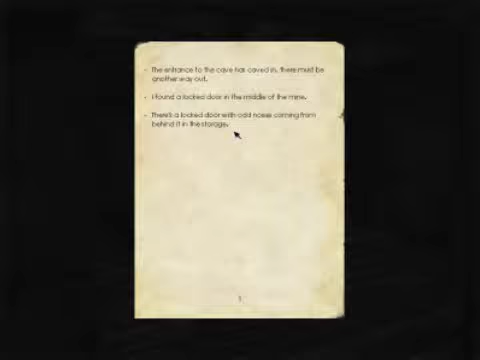 - The entrance to the cave has caved in, there must be
another way out.
- I found a locked door in the middle of the mine.
- There's a locked door with odd noises coming from
behind it in the storage.